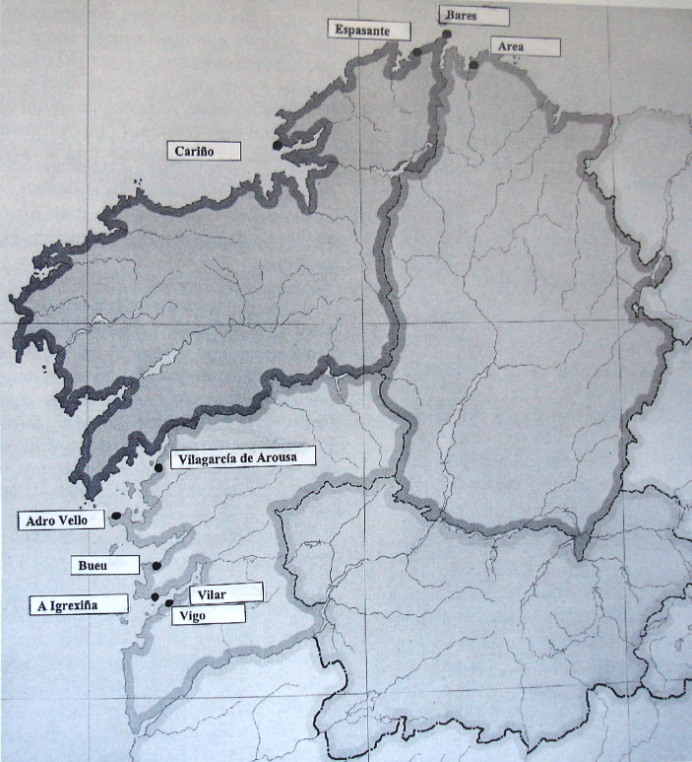 Bares
Espasante
Area
Cariño
Vilagarcía de Arousa
Adro Vello
Bueu
Vilar
A Igrexiña
Vigo